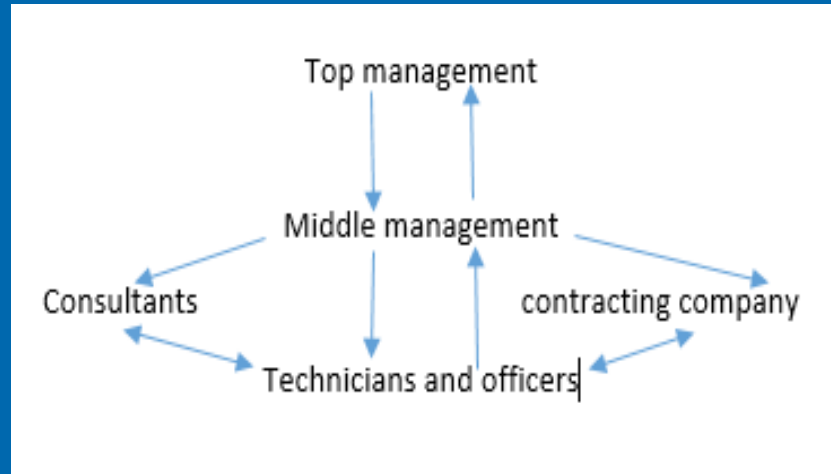 Top management
Middle management
Consultants
contracting company
Technicians and officers